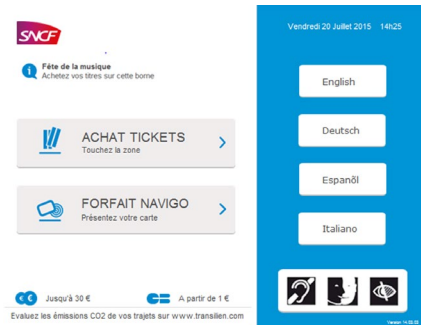 SNCF
Fête de la musique
Achetez vos titres sur cette borne
ACHAT TICKETS
Touchez la zone
FORFAIT NAVIGO
Présentez votre carte
Jusqu'à 30 €
A partir de 1 €
Evaluez les émissions CO2 de vos trajets sur www.transilien.com
Vendredi 20 Juillet 2015 14h25
English
Deutsch
Espanõl
Italiano